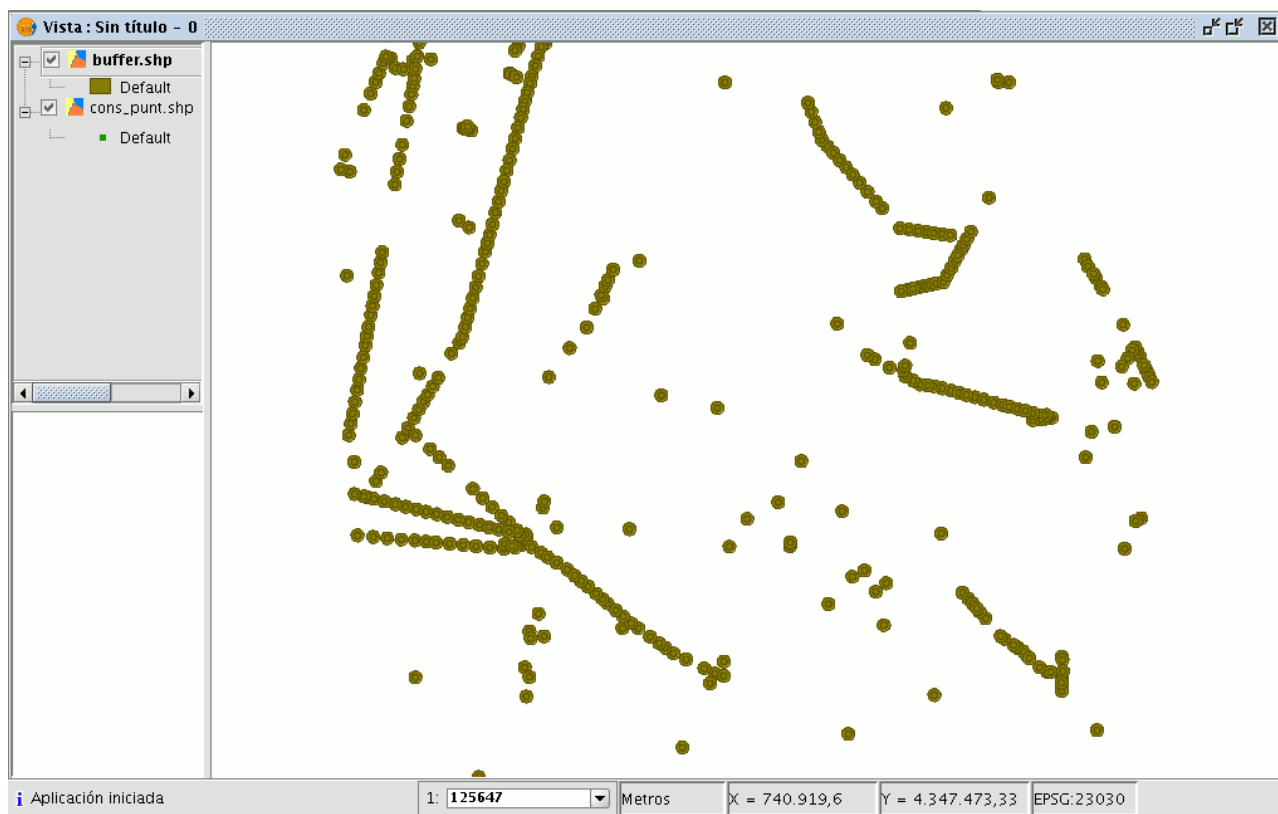 Vista : Sin título - 0
buffer.shp
Default
cons_punt.shp
Default
Aplicación iniciada
1: 125647
Metros
X = 740.919,6
Y = 4.347.473,33
EPSG:23030